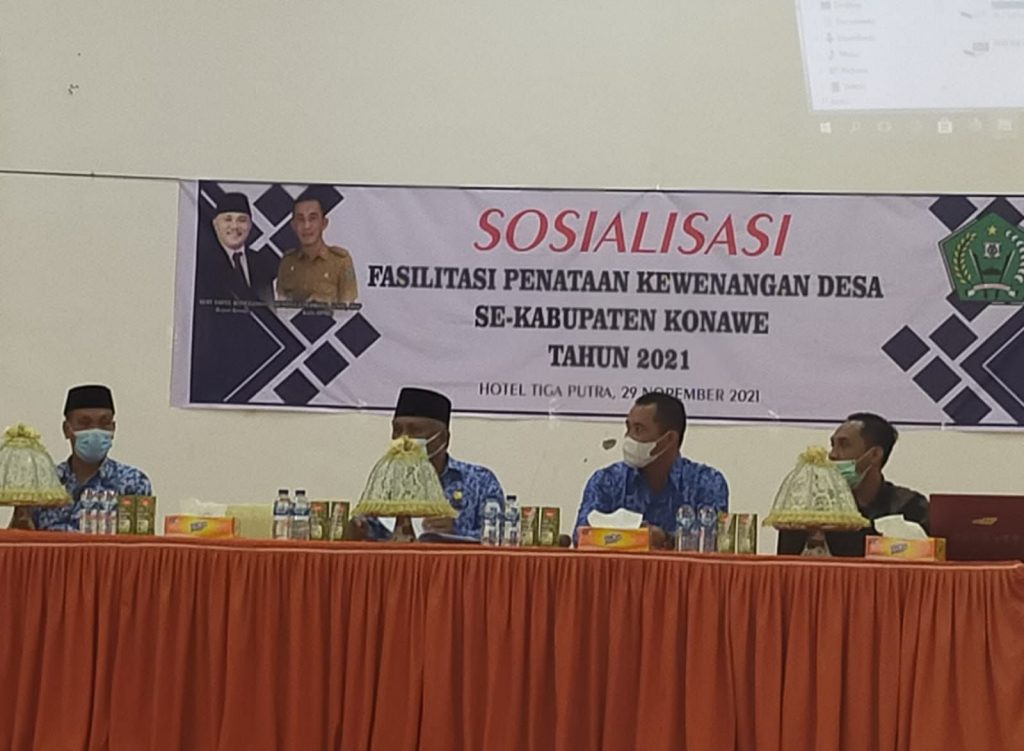 SOSIALISASI
FASILITASI PENATAAN KEWENANGAN DESA
SE-KABUPATEN KONAWE
TAHUN 2021
HOTEL TIGA PUTRA, 29 NOPEMBER 2021